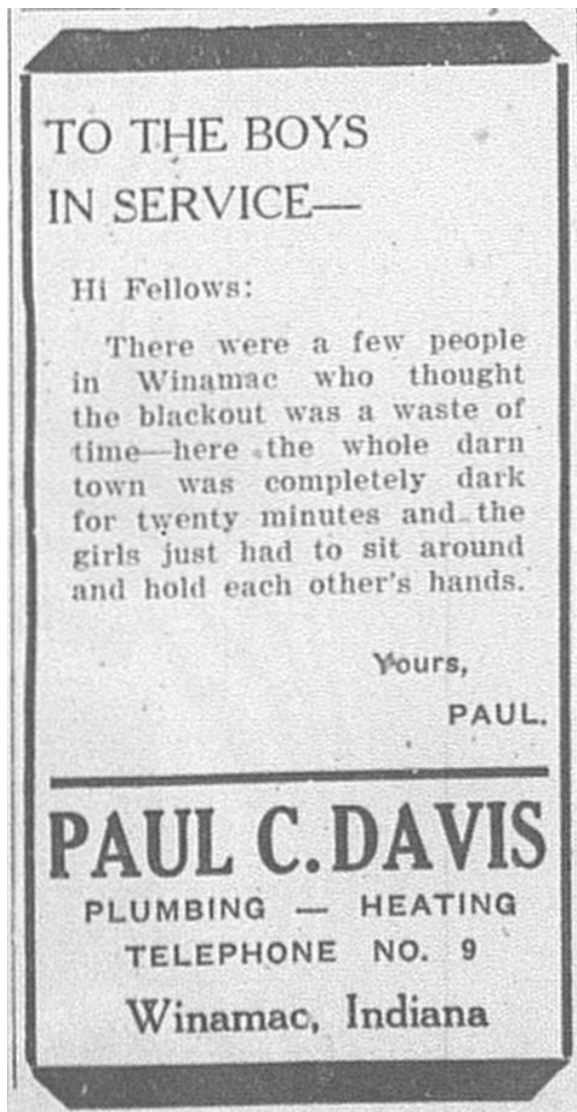 TO THE BOYS
IN SERVICE—
Hi Fellows:
There were a few people
in Winamac who thought
the blackout was a waste of
time—here the whole darn
town was completely dark
for twenty minutes and the
girls just had to sit around
and hold each other's hands.
Yours,
PAUL.
PAUL C. DAVIS
PLUMBING — HEATING
TELEPHONE NO. 9
Winamac, Indiana